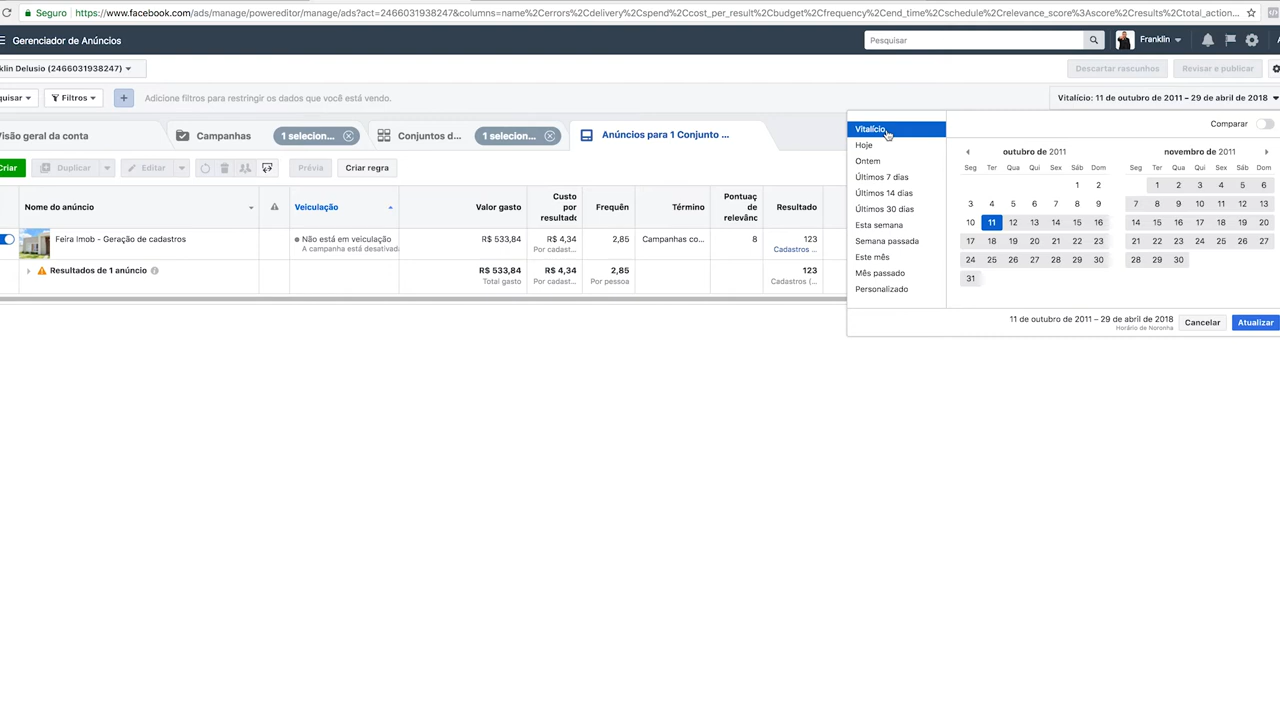 Seguro https://www.facebook.com/ads/manage/powereditor/manage/ads?act=2466031938247&columns=name%2Cerrors%2Cdelivery%2Cspend%2Ccost_per_result%2Cbudget%2Cfrequency%2Cend_time%2Cschedule%2Crelevance_score%3Ascore%2Cresults%2Ctotal_action...
Gerenciador de Anúncios
Pesquisar
Franklin
klin Delusio (2466031938247)
Descartar rascunhos
Revisar e publicar
quisar
Filtros
+
Adicione filtros para restringir os dados que você está vendo.
Vitalício: 11 de outubro de 2011 – 29 de abril de 2018
isão geral da conta
Campanhas
1 selecion...
Conjuntos d...
1 selecion...
Anúncios para 1 Conjunto ...
Criar
Duplicar
Editar
Prévia
Criar regra
Nome do anúncio
Veiculação
Valor gasto
Custo por resultado
Frequên
Término
Pontuaç de relevânc
Resultado
Feira Imob - Geração de cadastros
Não está em veiculação
A campanha está desativada
R$ 533,84
R$ 4,34
Por cadast...
2,85
Campanhas co...
8
123
Cadastros ...
Resultados de 1 anúncio
R$ 533,84
Total gasto
R$ 4,34
Por cadast...
2,85
Por pessoa
123
Cadastros (...
Vitalício
Hoje
Ontem
Últimos 7 dias
Últimos 14 dias
Últimos 30 dias
Esta semana
Semana passada
Este mês
Mês passado
Personalizado
Comparar
outubro de 2011
Seg Ter Qua Qui Sex Sáb Dom
1 2
3 4 5 6 7 8 9
10 11 12 13 14 15 16
17 18 19 20 21 22 23
24 25 26 27 28 29 30
31
novembro de 2011
Seg Ter Qua Qui Sex Sáb Dom
1 2 3 4 5 6
7 8 9 10 11 12 13
14 15 16 17 18 19 20
21 22 23 24 25 26 27
28 29 30
11 de outubro de 2011 – 29 de abril de 2018
Horário de Noronha
Cancelar
Atualizar